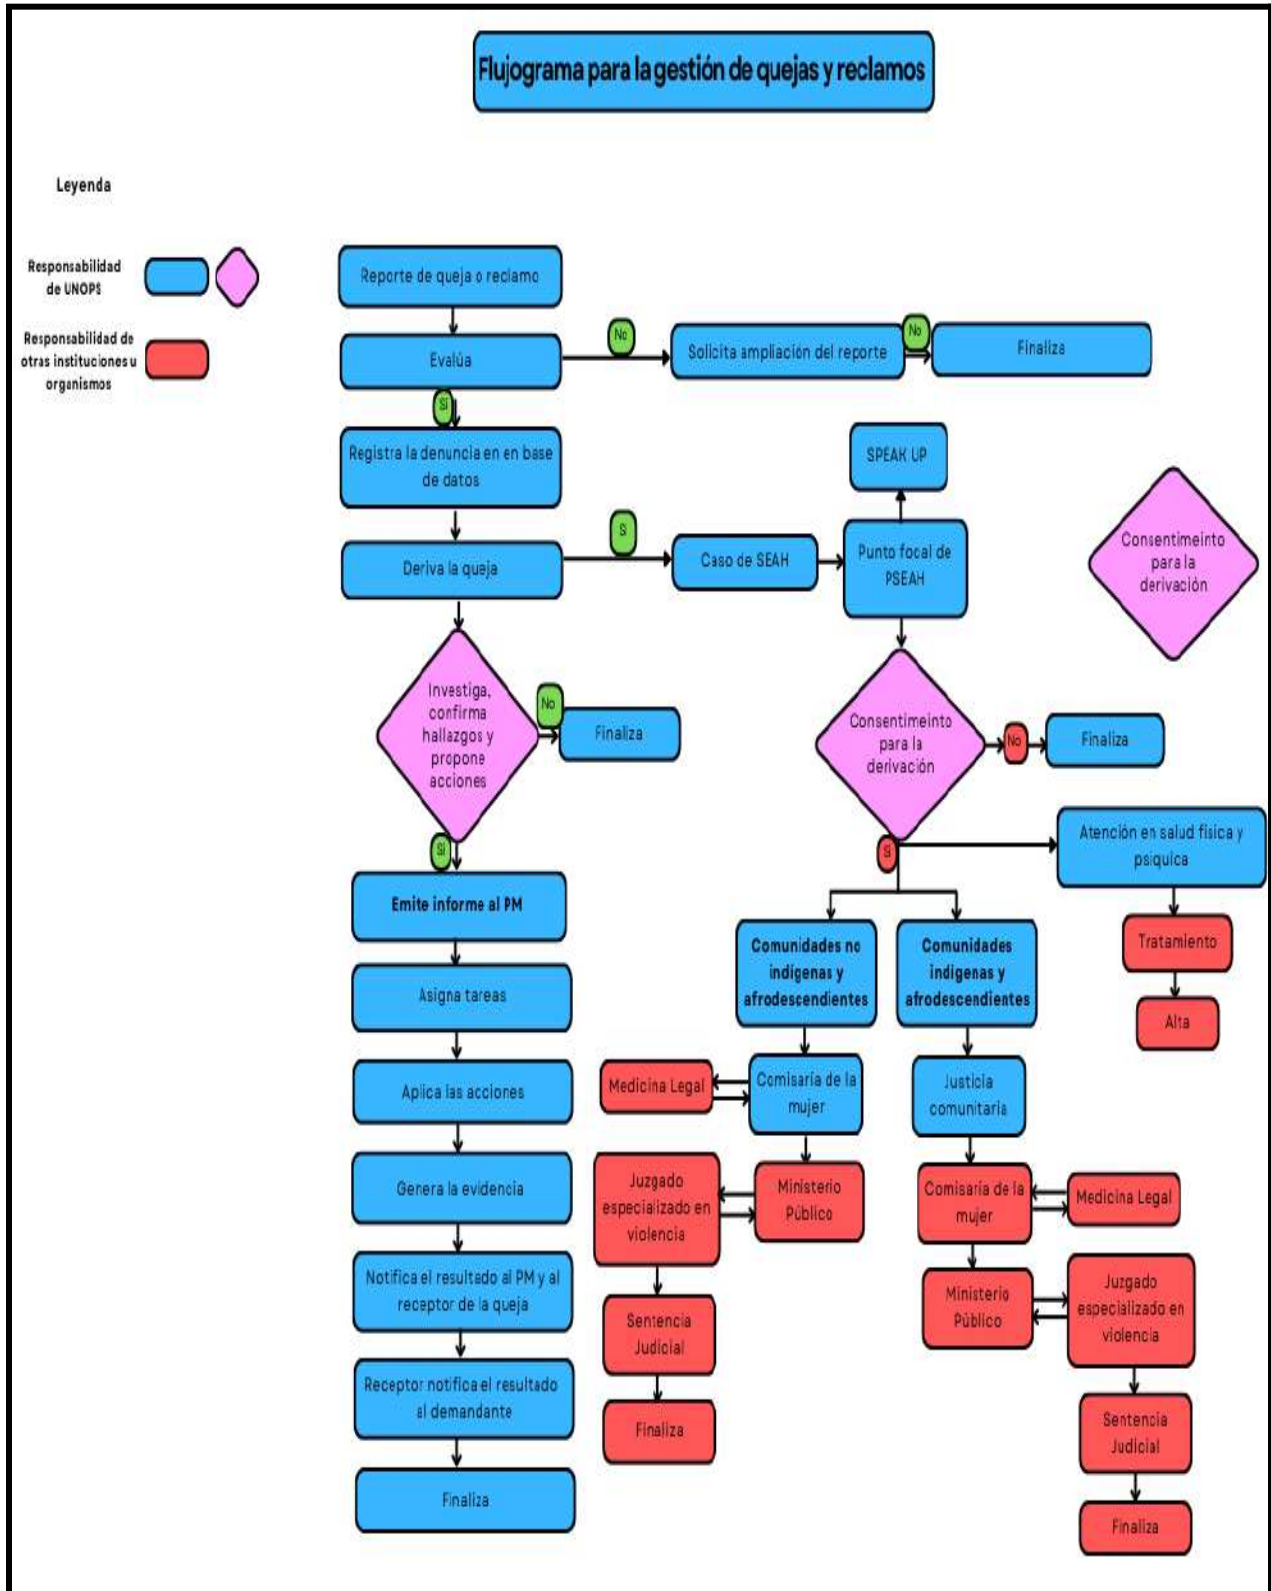 Flujograma para la gestión de quejas y reclamos
Leyenda
Responsabilidad
de UNOPS
Responsabilidad de
otras instituciones u
organismos
Reporte de queja o reclamo
Evalúa
No
Solicita ampliación del reporte
No
Finaliza
Sí
Registra la denuncia en en base
de datos
SPEAK UP
Deriva la queja
Si
Caso de SEAH
Punto focal de
PSEAH
Consentimeinto
para la
derivación
Investiga,
confirma
hallazgos y
propone
acciones
No
Finaliza
Consentimeinto
para la
derivación
No
Finaliza
Sí
Si
Atención en salud física y
psíquica
Tratamiento
Alta
Emite informe al PM
Asigna tareas
Aplica las acciones
Genera la evidencia
Notifica el resultado al PM y al
receptor de la queja
Receptor notifica el resultado
al demandante
Finaliza
Comunidades no
indígenas y
afrodescendientes
Comunidades
indígenas y
afrodescendientes
Medicina Legal
Comisaría de la
mujer
Justicia
comunitaria
Juzgado
especializado en
violencia
Ministerio
Público
Comisaría de la
mujer
Medicina Legal
Sentencia
Judicial
Ministerio
Público
Juzgado
especializado en
violencia
Finaliza
Sentencia
Judicial
Finaliza